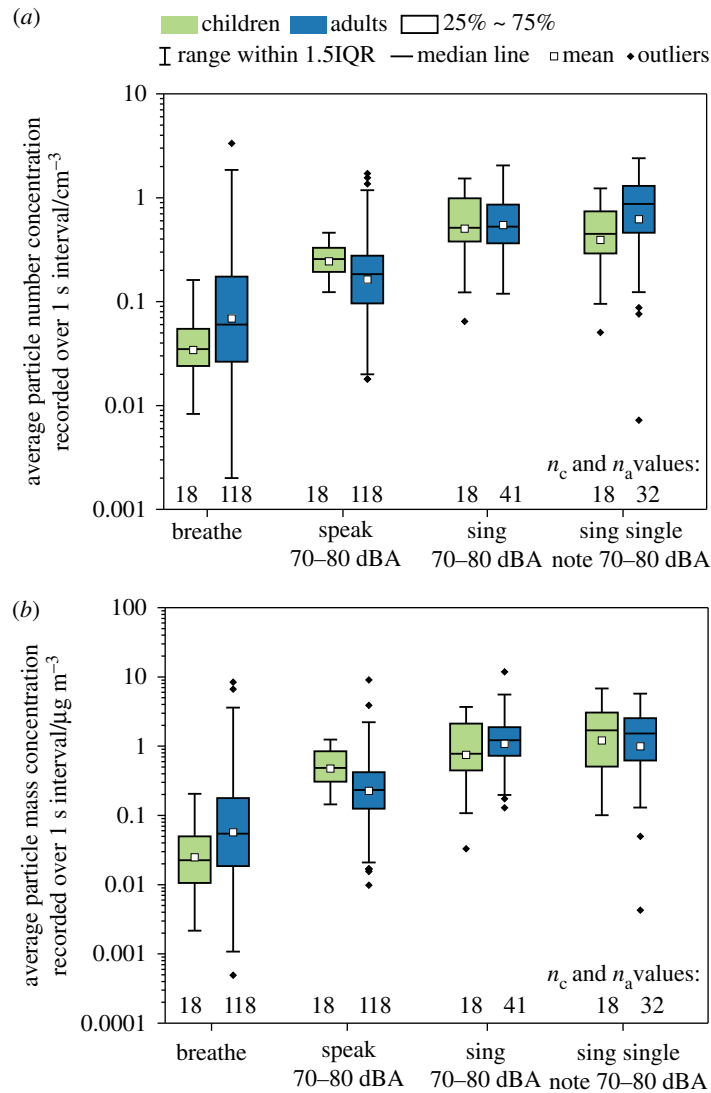 (a)
children adults 25% ~ 75%
range within 1.5IQR median line mean outliers
average particle number concentration
recorded over 1 s interval/cm⁻³
10
1
0.1
0.01
0.001
n_c and n_a values:
18 118 18 118 18 41 18 32
breathe
speak
70–80 dBA
sing
70–80 dBA
sing single
note 70–80 dBA
(b)
average particle mass concentration
recorded over 1 s interval/µg m⁻³
100
10
1
0.1
0.01
0.001
0.0001
n_c and n_a values:
18 118 18 118 18 41 18 32
breathe
speak
70–80 dBA
sing
70–80 dBA
sing single
note 70–80 dBA